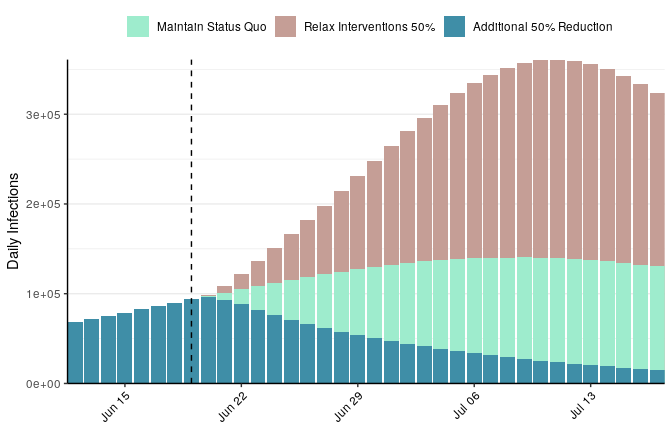 Maintain Status Quo Relax Interventions 50% Additional 50% Reduction
Daily Infections
3e+05
2e+05
1e+05
0e+00
Jun 15 Jun 22 Jun 29 Jul 06 Jul 13